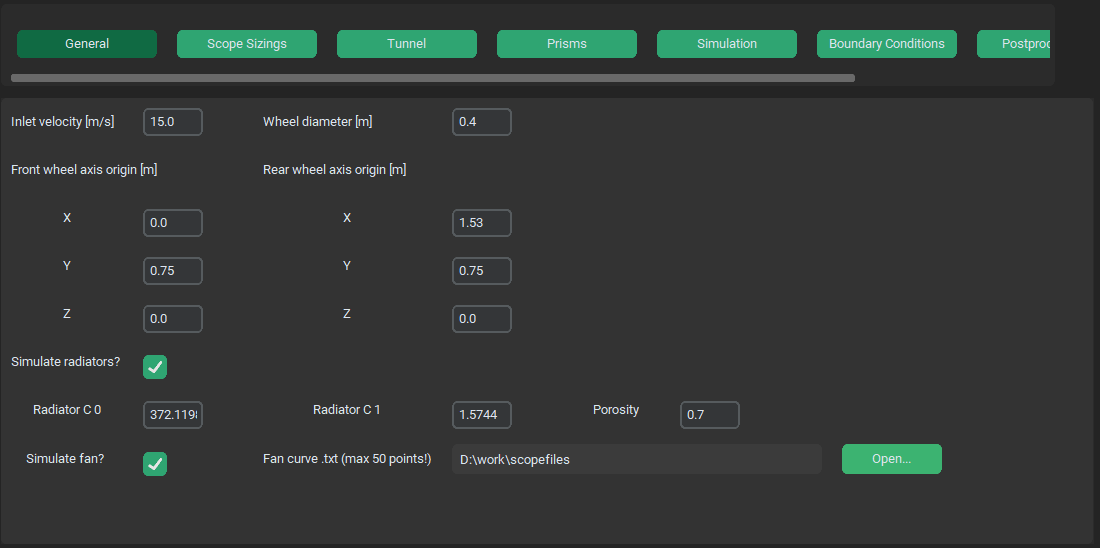 General Scope Sizings Tunnel Prisms Simulation Boundary Conditions Postproc
Inlet velocity [m/s] 15.0 Wheel diameter [m] 0.4
Front wheel axis origin [m] Rear wheel axis origin [m]
X 0.0 X 1.53
Y 0.75 Y 0.75
Z 0.0 Z 0.0
Simulate radiators?
Radiator C 0 372.119 Radiator C 1 1.5744 Porosity 0.7
Simulate fan? Fan curve .txt (max 50 points!) D:\work\scopefiles Open...